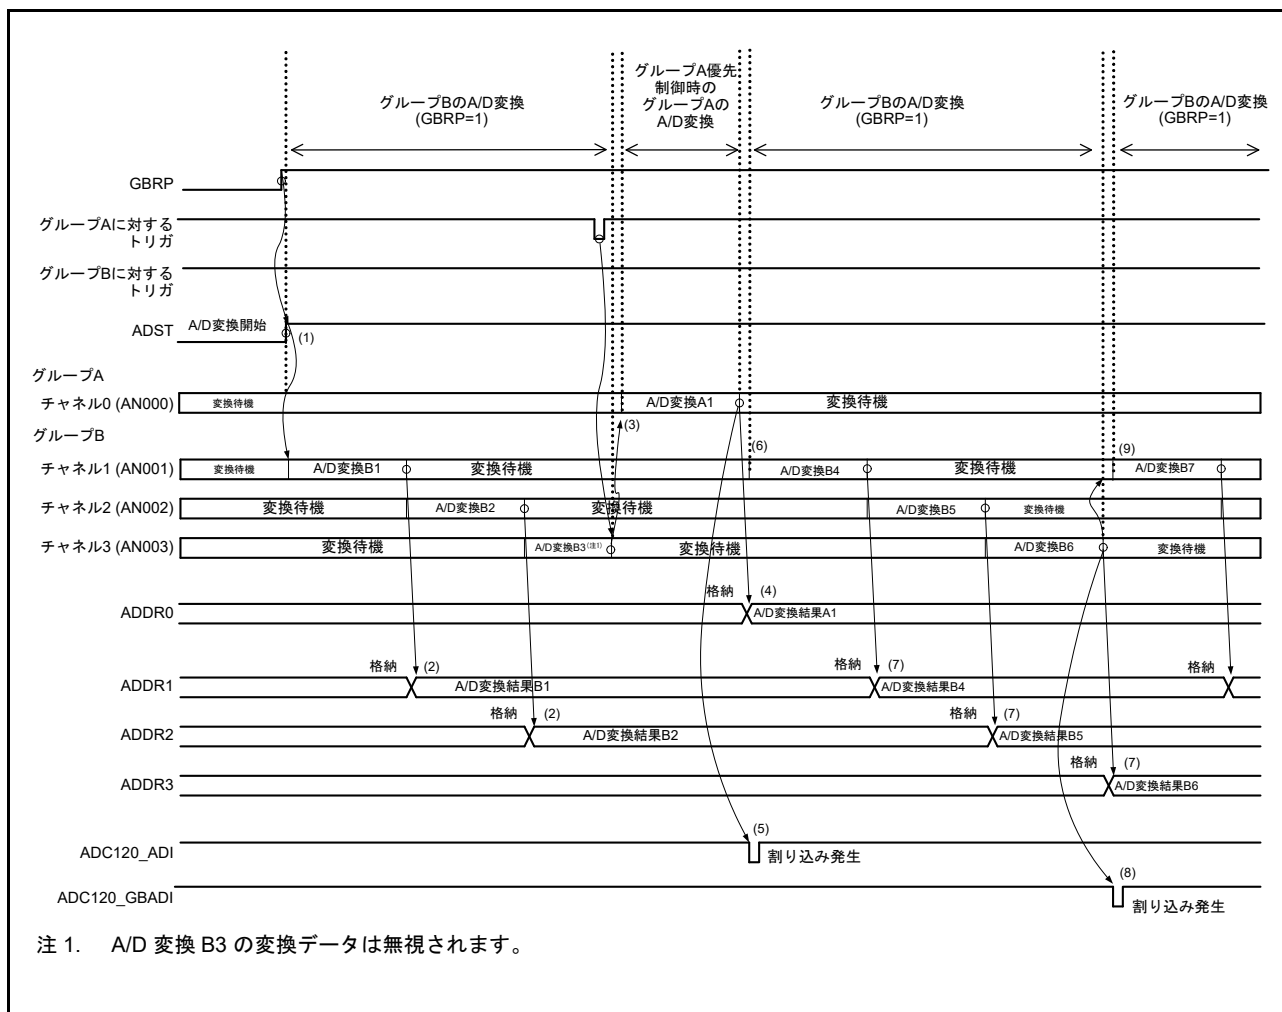 グループBのA/D変換
(GBRP=1)
グループA優先
制御時の
グループAの
A/D変換
グループBのA/D変換
(GBRP=1)
グループBのA/D変換
(GBRP=1)
GBRP
グループAに対する
トリガ
グループBに対する
トリガ
ADST
A/D変換開始
(1)
グループA
チャネル0 (AN000)
変換待機
A/D変換A1
変換待機
(3)
グループB
(6)
(9)
チャネル1 (AN001)
変換待機
A/D変換B1
変換待機
A/D変換B4
変換待機
A/D変換B7
チャネル2 (AN002)
変換待機
A/D変換B2
変換待機
A/D変換B5
変換待機
チャネル3 (AN003)
変換待機
A/D変換B3(注1)
変換待機
A/D変換B6
変換待機
格納
(4)
ADDR0
A/D変換結果A1
格納
(2)
格納
(7)
格納
ADDR1
A/D変換結果B1
A/D変換結果B4
格納
(2)
格納
(7)
ADDR2
A/D変換結果B2
A/D変換結果B5
格納
(7)
ADDR3
A/D変換結果B6
(5)
ADC120_ADI
割り込み発生
(8)
ADC120_GBADI
割り込み発生
注 1. A/D 変換 B3 の変換データは無視されます。